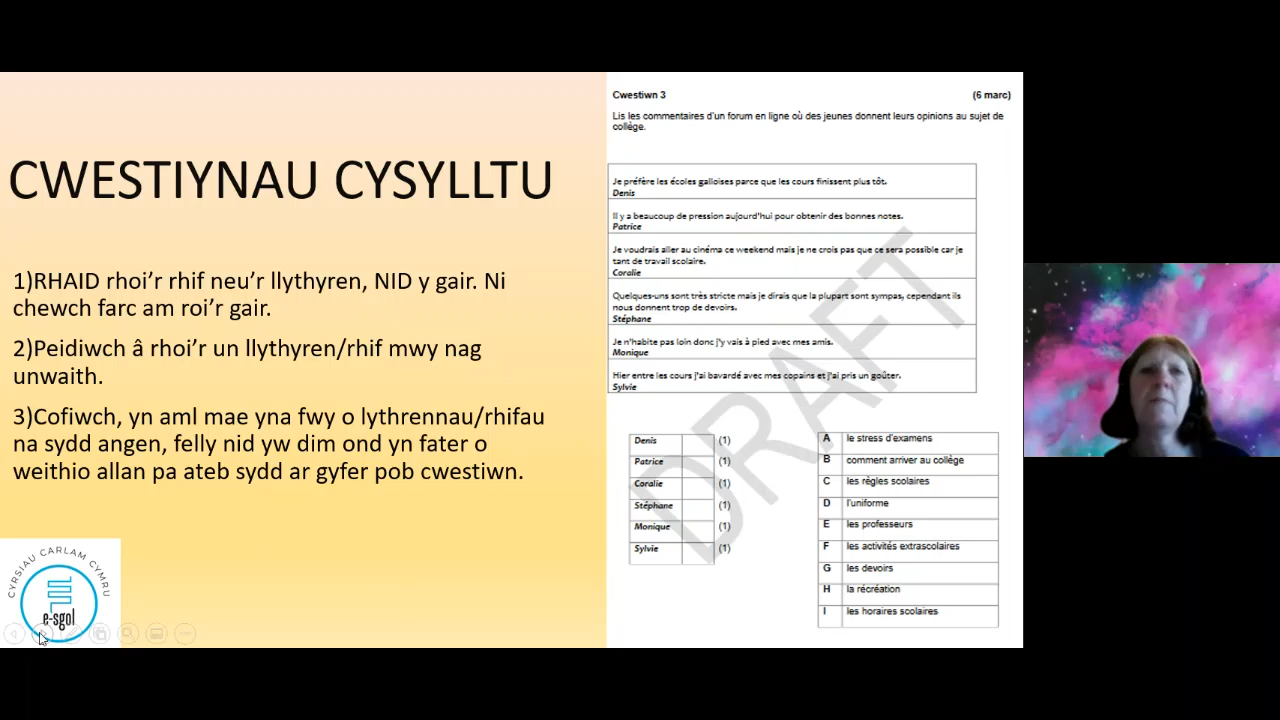 CWESTIYNAU CYSYLLTU
1)RHAID rhoi’r rhif neu’r llythyren, NID y gair. Ni
chewch farc am roi’r gair.
2)Peidiwch â rhoi’r un llythyren/rhif mwy nag
unwaith.
3)Cofiwch, yn aml mae yna fwy o lythrennau/rhifau
na sydd angen, felly nid yw dim ond yn fater o
weithio allan pa ateb sydd ar gyfer pob cwestiwn.
CYRSIAU CARLAM CYMRU
e-sgol
Cwestiwn 3 (6 marc)
Lis les commentaires d'un forum en ligne où des jeunes donnent leurs opinions au sujet de
collège.
Je préfère les écoles galloises parce que les cours finissent plus tôt.
Denis
Il y a beaucoup de pression aujourd'hui pour obtenir des bonnes notes.
Patrice
Je voudrais aller au cinéma ce weekend mais je ne crois pas que ce sera possible car je
tant de travail scolaire.
Coralie
Quelques-uns sont très stricte mais je dirais que la plupart sont sympas, cependant ils
nous donnent trop de devoirs.
Stéphane
Je n'habite pas loin donc j'y vais à pied avec mes amis.
Monique
Hier entre les cours j'ai bavardé avec mes copains et j'ai pris un goûter.
Sylvie
DRAFT
Denis (1)
Patrice (1)
Coralie (1)
Stéphane (1)
Monique (1)
Sylvie (1)
A le stress d'examens
B comment arriver au collège
C les règles scolaires
D l'uniforme
E les professeurs
F les activités extrascolaires
G les devoirs
H la récréation
I les horaires scolaires